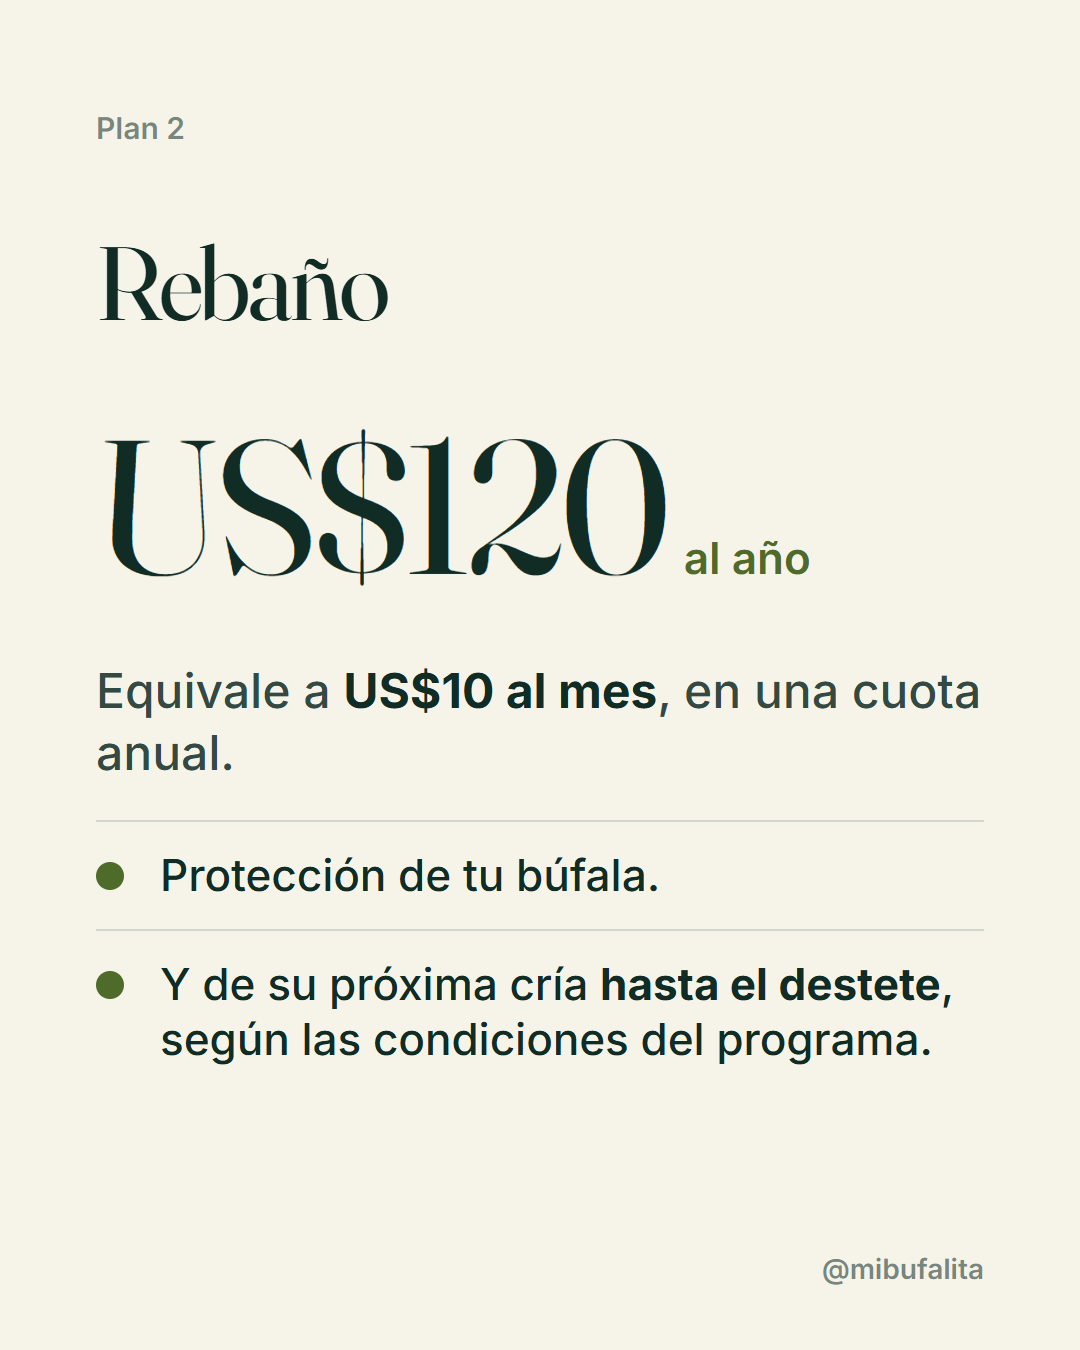 Plan 2
Rebaño
US$120 al año
Equivale a US$10 al mes, en una cuota
anual.
Protección de tu búfala.
Y de su próxima cría hasta el destete,
según las condiciones del programa.
@mibufalita